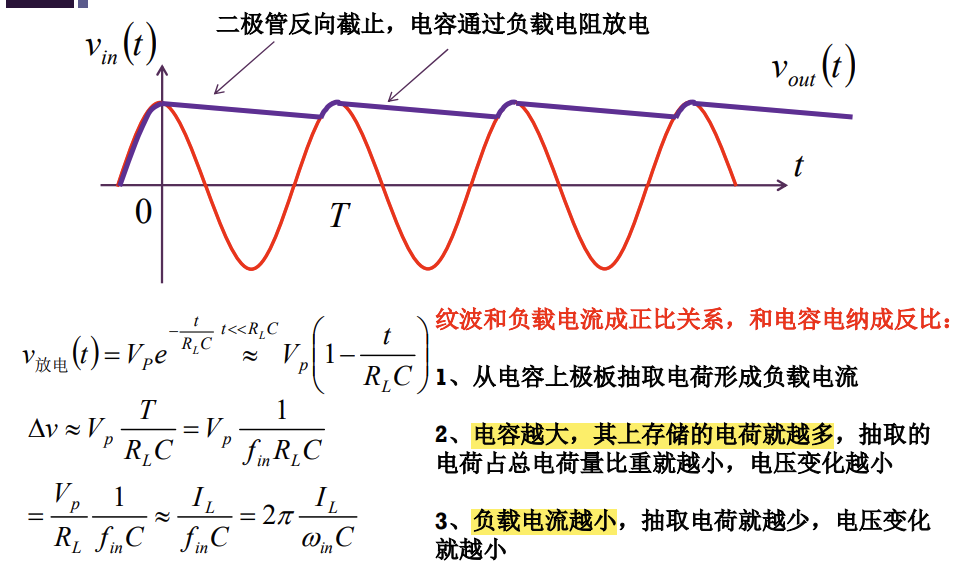 二极管反向截止，电容通过负载电阻放电
v_{in}(t)
v_{out}(t)
t
0
T
纹波和负载电流成正比关系，和电容电纳成反比：
v_{放电}(t) = V_P e^{-\frac{t}{R_L C}} \overset{t<<R_L C}{\approx} V_p \left(1 - \frac{t}{R_L C}\right)
1、从电容上极板抽取电荷形成负载电流
\Delta v \approx V_p \frac{T}{R_L C} = V_p \frac{1}{f_{in} R_L C}
2、电容越大，其上存储的电荷就越多，抽取的
电荷占总电荷量比重就越小，电压变化越小
= \frac{V_p}{R_L} \frac{1}{f_{in} C} \approx \frac{I_L}{f_{in} C} = 2\pi \frac{I_L}{\omega_{in} C}
3、负载电流越小，抽取电荷就越少，电压变化
就越小